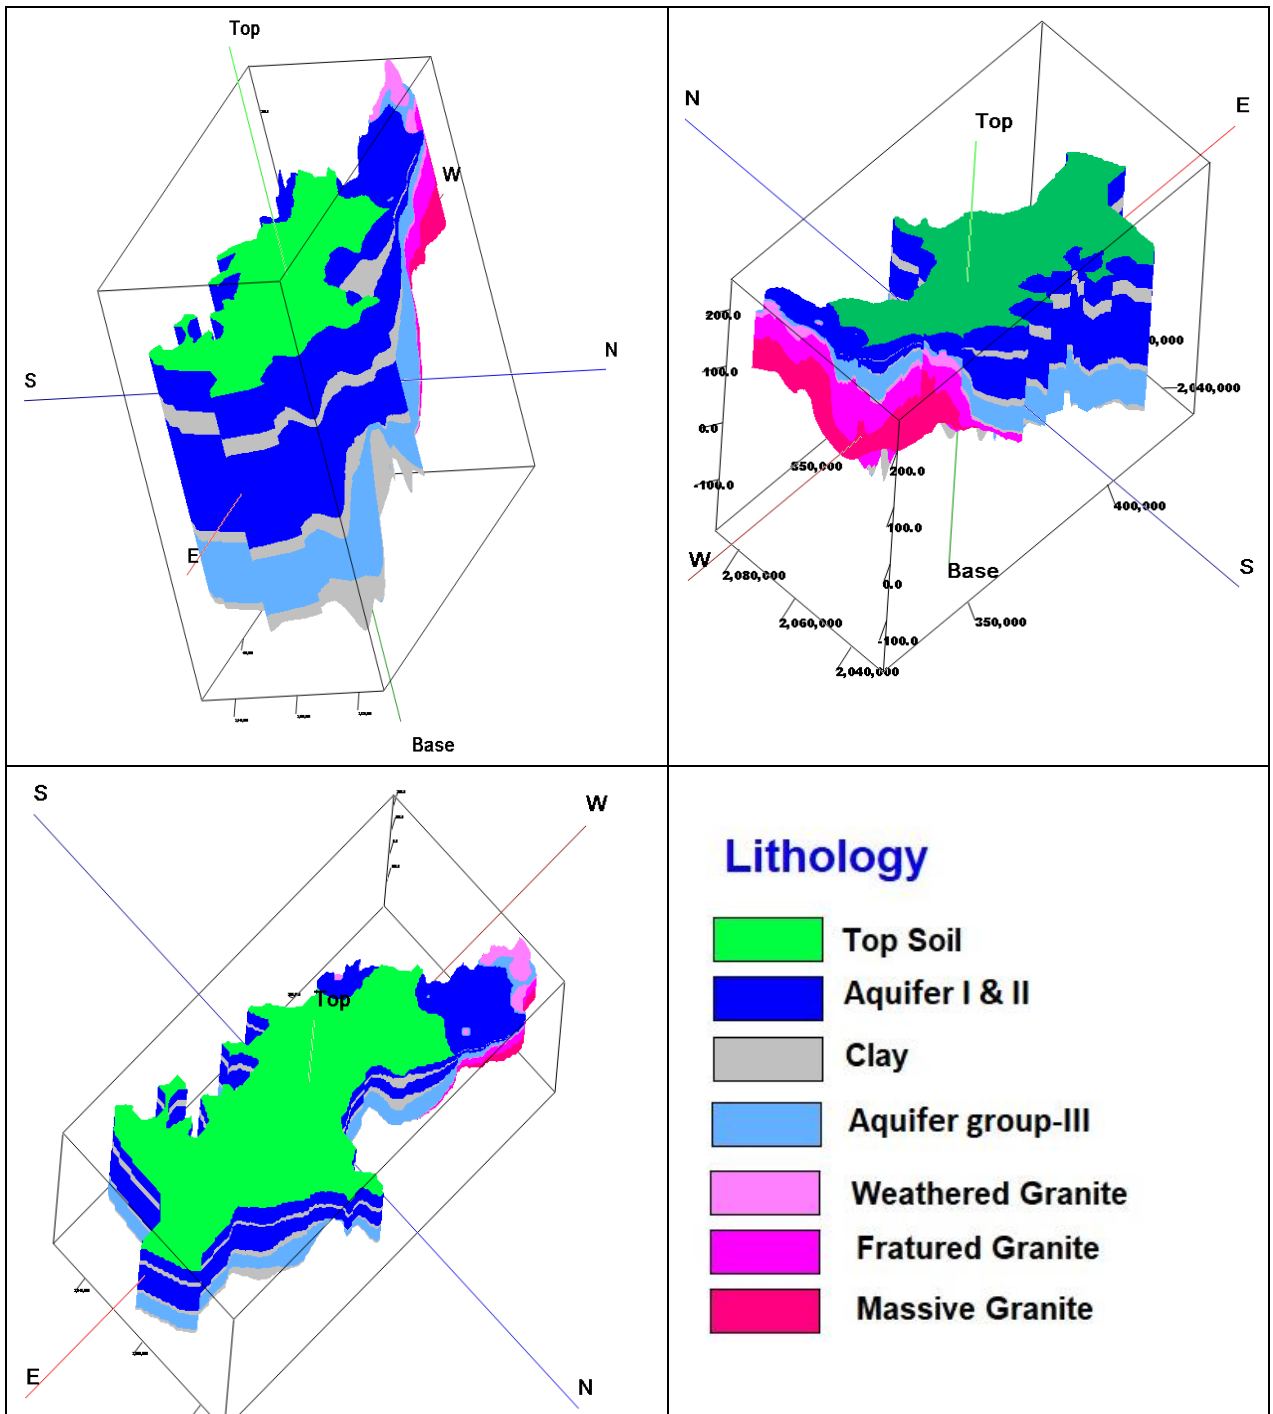 Top
W
N
S
E
Base
N
E
Top
200.0
100.0
0.0
-100.0
0,000
2,040,000
550,000
200.0
400,000
100.0
W
Base
S
2,080,000
0.0
350,000
2,060,000
-100.0
2,040,000
S
W
Top
E
N
Lithology
Top Soil
Aquifer I & II
Clay
Aquifer group-III
Weathered Granite
Fratured Granite
Massive Granite